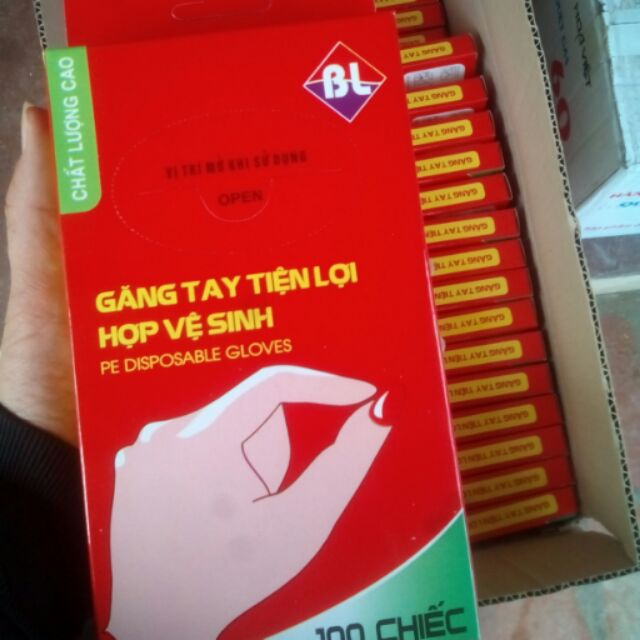 CHẤT LƯỢNG CAO
BL
VỊ TRÍ MỞ KHI SỬ DỤNG
OPEN
GĂNG TAY TIỆN LỢI
HỢP VỆ SINH
PE DISPOSABLE GLOVES
100 CHIẾC
GĂNG TAY TIỆN
GĂNG TAY TIỆN
GĂNG TAY TIỆN
GĂNG TAY TIỆN
GĂNG TAY TIỆN
GĂNG TAY TIỆN
GĂNG TAY TIỆN
GĂNG TAY TIỆN
GĂNG TAY TIỆN
GĂNG TAY TIỆN
GĂNG TAY TIỆN L
GĂNG TAY TIỆN L
GĂNG TAY TIỆN L
GĂNG TAY TIỆN L